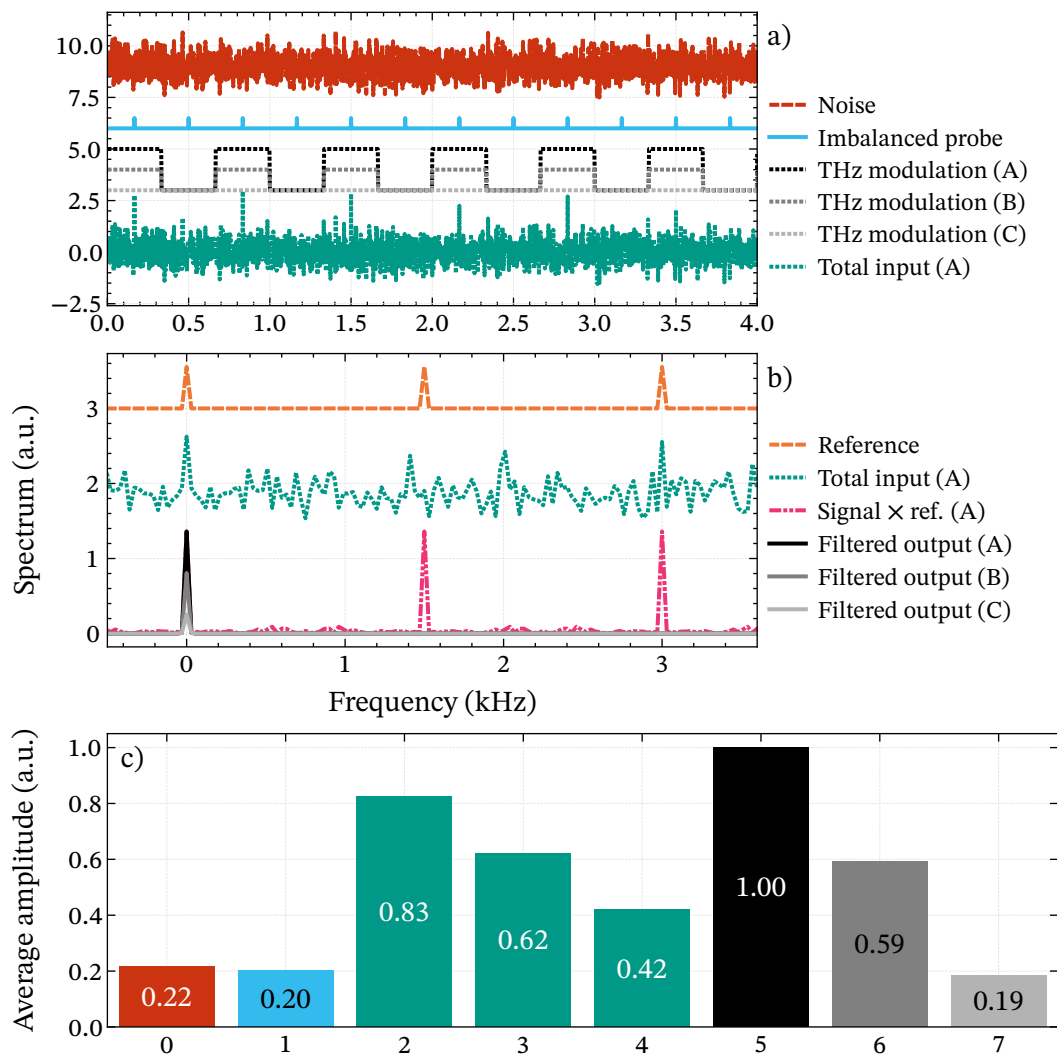 a)
10.0
7.5
5.0
2.5
0.0
−2.5
0.0 0.5 1.0 1.5 2.0 2.5 3.0 3.5 4.0
Noise
Imbalanced probe
THz modulation (A)
THz modulation (B)
THz modulation (C)
Total input (A)
b)
Spectrum (a.u.)
3
2
1
0
0 1 2 3
Frequency (kHz)
Reference
Total input (A)
Signal × ref. (A)
Filtered output (A)
Filtered output (B)
Filtered output (C)
c)
Average amplitude (a.u.)
1.0
0.8
0.6
0.4
0.2
0.0
0.22 0.20 0.83 0.62 0.42 1.00 0.59 0.19
0 1 2 3 4 5 6 7